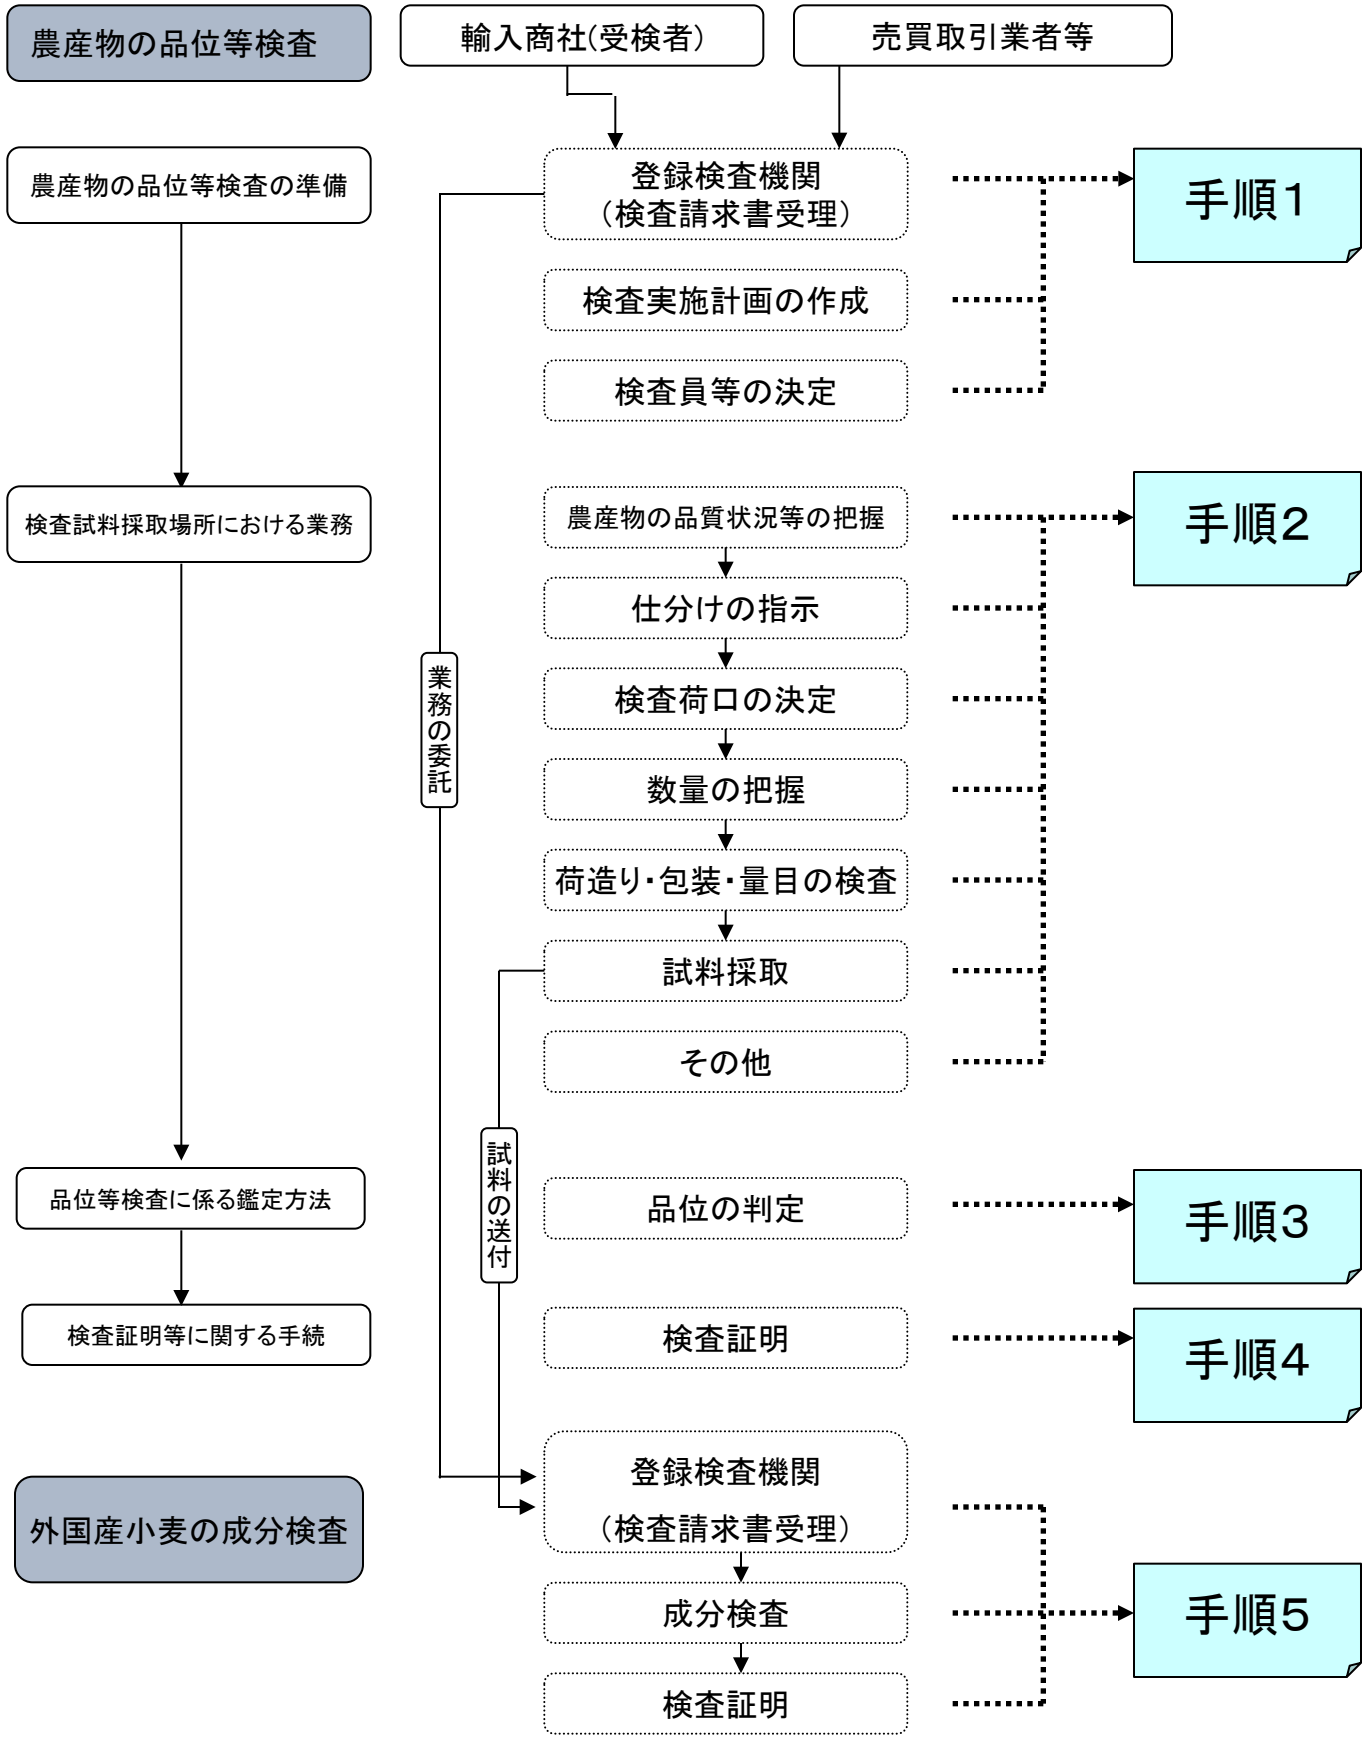 農産物の品位等検査
輸入商社(受検者)
売買取引業者等
農産物の品位等検査の準備
登録検査機関
(検査請求書受理)
手順1
検査実施計画の作成
検査員等の決定
検査試料採取場所における業務
農産物の品質状況等の把握
手順2
仕分けの指示
検査荷口の決定
業務の委託
数量の把握
荷造り・包装・量目の検査
試料採取
その他
試料の送付
品位等検査に係る鑑定方法
品位の判定
手順3
検査証明等に関する手続
検査証明
手順4
外国産小麦の成分検査
登録検査機関
(検査請求書受理)
成分検査
手順5
検査証明